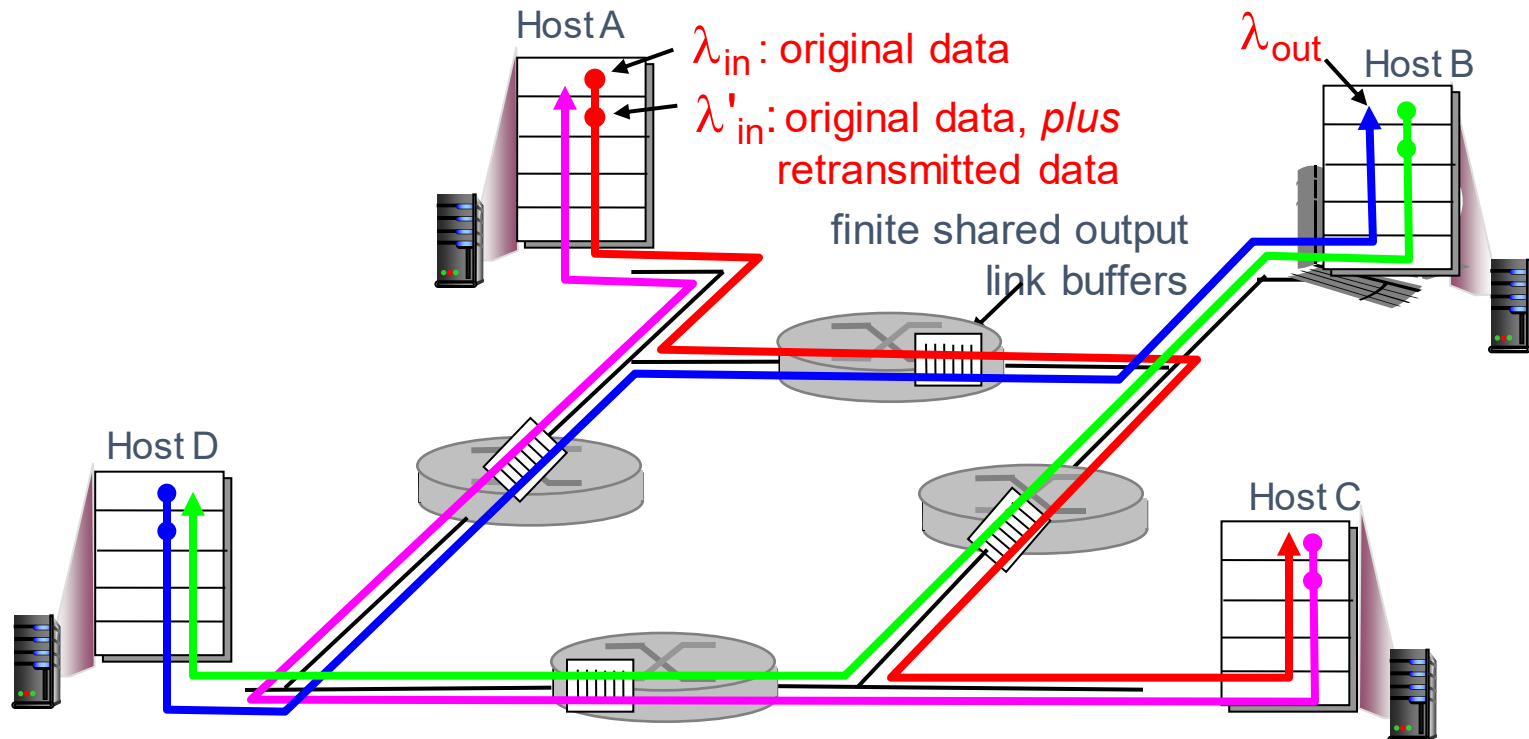 Host A
λin : original data
λ'in: original data, plus
retransmitted data
λout
Host B
finite shared output
link buffers
Host D
Host C